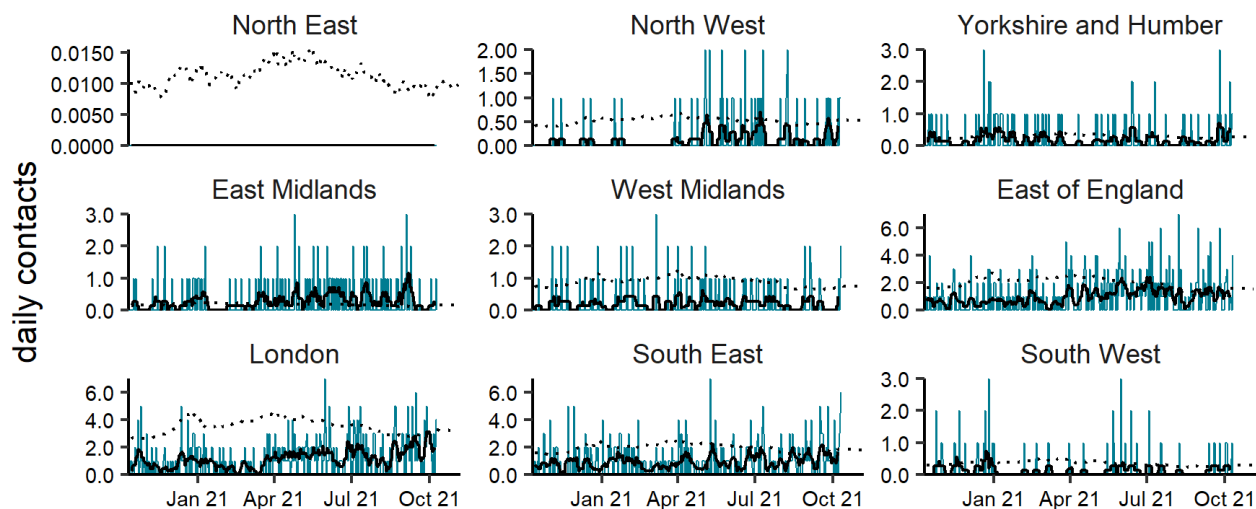 North East
North West
Yorkshire and Humber
0.0150
0.0100
0.0050
0.0000
2.00
1.50
1.00
0.50
0.00
3.0
2.0
1.0
0.0
daily contacts
East Midlands
West Midlands
East of England
3.0
2.0
1.0
0.0
3.0
2.0
1.0
0.0
6.0
4.0
2.0
0.0
London
South East
South West
6.0
4.0
2.0
0.0
6.0
4.0
2.0
0.0
3.0
2.0
1.0
0.0
Jan 21 Apr 21 Jul 21 Oct 21
Jan 21 Apr 21 Jul 21 Oct 21
Jan 21 Apr 21 Jul 21 Oct 21